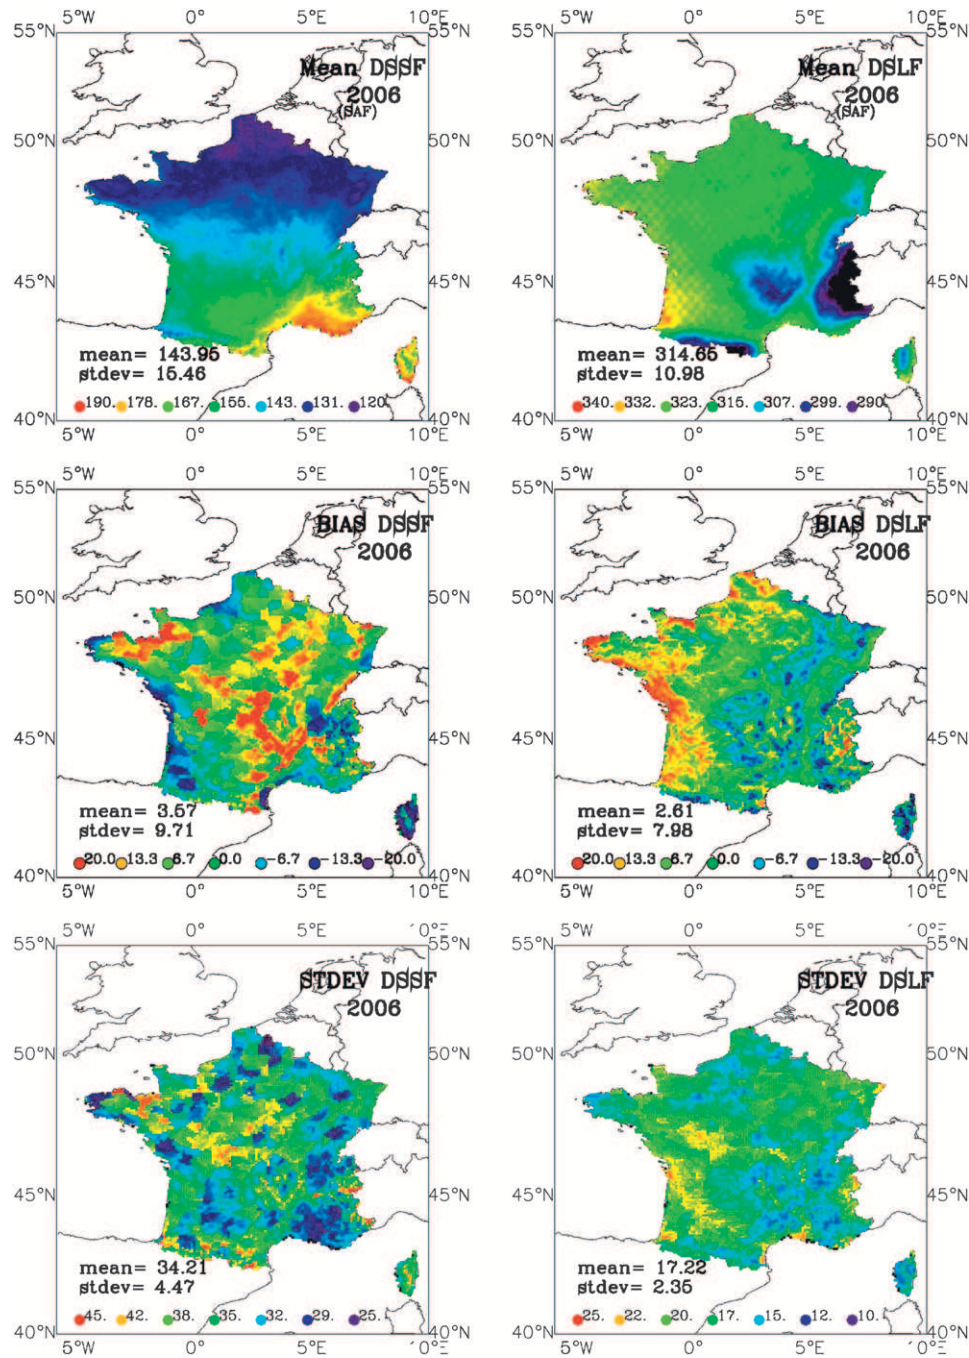 5°W 0° 5°E 10°E
55°N 55°N
Mean DSSF
2006
(SAF)
50°N 50°N
45°N 45°N
mean= 143.95
stdev= 15.46
190. 178. 167. 155. 143. 131. 120.
40°N 40°N
5°W 0° 5°E 10°E
5°W 0° 5°E 10°E
55°N 55°N
Mean DSLF
2006
(SAF)
50°N 50°N
45°N 45°N
mean= 314.65
stdev= 10.98
340. 332. 323. 315. 307. 299. 290.
40°N 40°N
5°W 0° 5°E 10°E
5°W 0° 5°E 10°E
55°N 55°N
BIAS DSSF
2006
50°N 50°N
45°N 45°N
mean= 3.57
stdev= 9.71
20.0 13.3 6.7 0.0 -6.7 -13.3 -20.0
40°N 40°N
5°W 0° 5°E 10°E
5°W 0° 5°E 10°E
55°N 55°N
BIAS DSLF
2006
50°N 50°N
45°N 45°N
mean= 2.61
stdev= 7.98
20.0 13.3 6.7 0.0 -6.7 -13.3 -20.0
40°N 40°N
5°W 0° 5°E 10°E
5°W 0° 5°E 10°E
55°N 55°N
STDEV DSSF
2006
50°N 50°N
45°N 45°N
mean= 34.21
stdev= 4.47
45. 42. 38. 35. 32. 29. 25.
40°N 40°N
5°W 0° 5°E 10°E
5°W 0° 5°E 10°E
55°N 55°N
STDEV DSLF
2006
50°N 50°N
45°N 45°N
mean= 17.22
stdev= 2.35
25. 22. 20. 17. 15. 12. 10.
40°N 40°N
5°W 0° 5°E 10°E